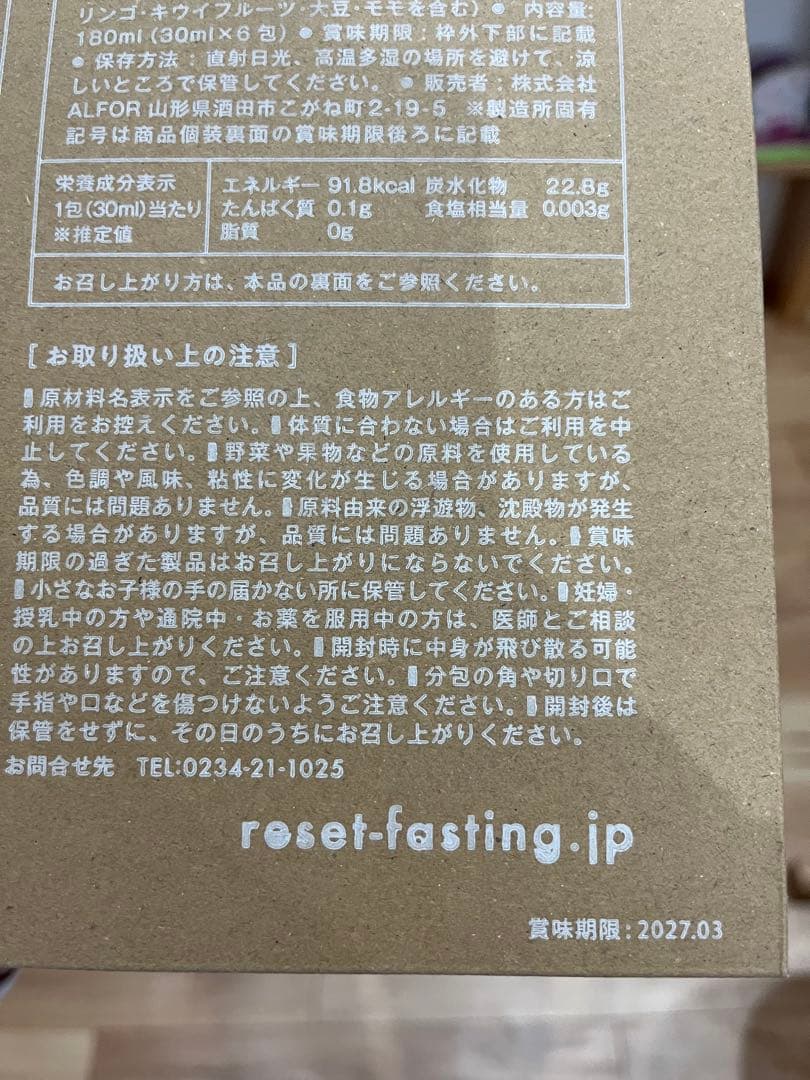 リンゴ・キウイフルーツ・大豆・モモを含む) ● 内容量:
180ml (30ml×6包) ● 賞味期限:枠外下部に記載
● 保存方法:直射日光、高温多湿の場所を避けて、涼
しいところで保管してください。 ● 販売者:株式会社
ALFOR 山形県酒田市こがね町2-19-5 ※製造所固有
記号は商品個装裏面の賞味期限後ろに記載
栄養成分表示 エネルギー 91.8kcal 炭水化物 22.8g
1包(30ml)当たり たんぱく質 0.1g 食塩相当量 0.003g
※推定値 脂質 0g
お召し上がり方は、本品の裏面をご参照ください。
[お取り扱い上の注意]
▮原材料名表示をご参照の上、食物アレルギーのある方はご
利用をお控えください。▮体質に合わない場合はご利用を中
止してください。▮野菜や果物などの原料を使用している
為、色調や風味、粘性に変化が生じる場合がありますが、
品質には問題ありません。▮原料由来の浮遊物、沈殿物が発生
する場合がありますが、品質には問題ありません。▮賞味
期限の過ぎた製品はお召し上がりにならないでください。
▮小さなお子様の手の届かない所に保管してください。▮妊婦・
授乳中の方や通院中・お薬を服用中の方は、医師とご相談
の上お召し上がりください。▮開封時に中身が飛び散る可能
性がありますので、ご注意ください。▮分包の角や切り口で
手指や口などを傷つけないようご注意ください。▮開封後は
保管をせずに、その日のうちにお召し上がりください。
お問合せ先 TEL:0234-21-1025
reset-fasting.jp
賞味期限:2027.03